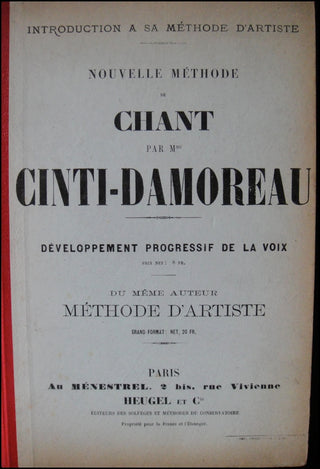 INTRODUCTION A SA MÉTHODE D'ARTISTE
NOUVELLE MÉTHODE
DE
CHANT
PAR MME
CINTI-DAMOREAU
DÉVELOPPEMENT PROGRESSIF DE LA VOIX
PRIX NET: 8 FR.
DU MÊME AUTEUR
MÉTHODE D'ARTISTE
GRAND FORMAT: NET, 20 FR.
PARIS
Au MÉNESTREL, 2 bis, rue Vivienne
HEUGEL ET Cie
ÉDITEURS DES SOLFÈGES ET MÉTHODES DU CONSERVATOIRE
Propriété pour la France et l'Étranger.